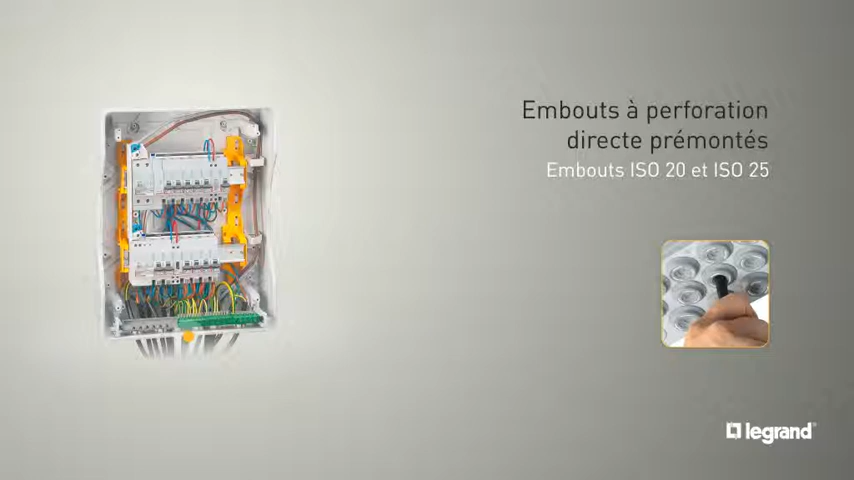 Embouts à perforation
directe prémontés
Embouts ISO 20 et ISO 25
legrand®